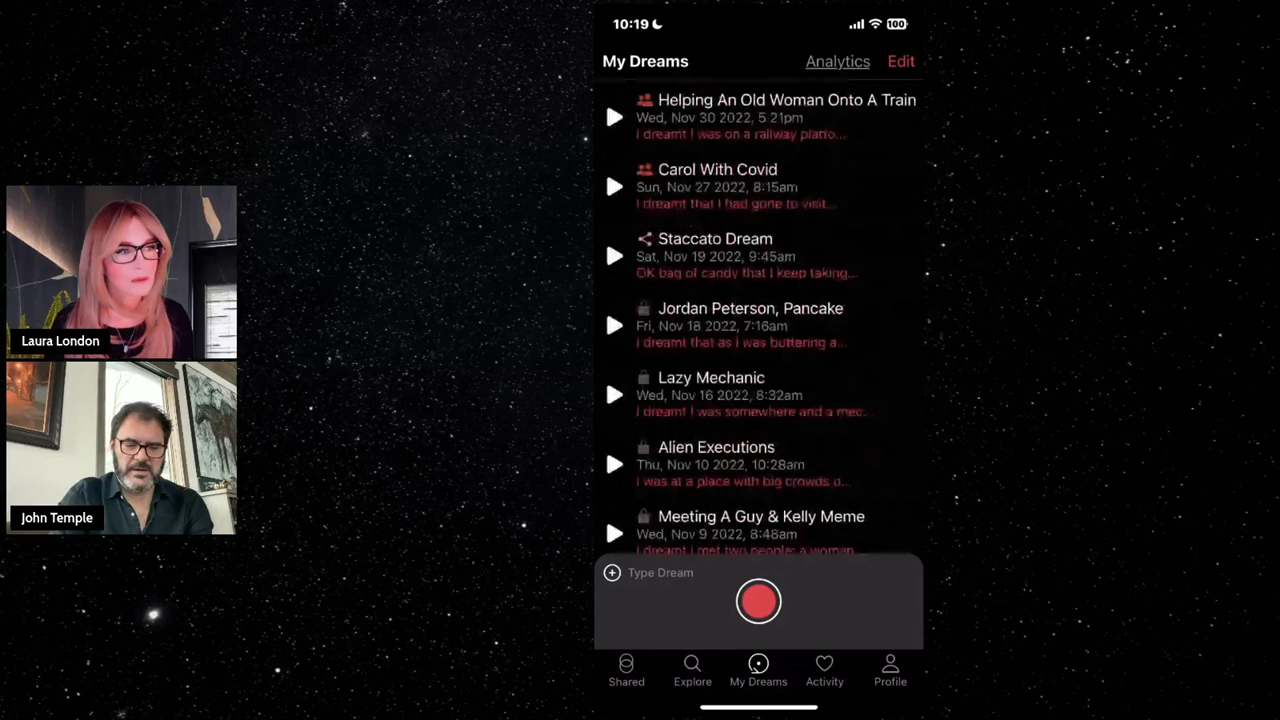 Laura London
John Temple
10:19
100
My Dreams
Analytics
Edit
Helping An Old Woman Onto A Train
Wed, Nov 30 2022, 5:21pm
I dreamt I was on a railway platfo...
Carol With Covid
Sun, Nov 27 2022, 8:15am
I dreamt that I had gone to visit...
Staccato Dream
Sat, Nov 19 2022, 9:45am
OK bag of candy that I keep taking...
Jordan Peterson, Pancake
Fri, Nov 18 2022, 7:16am
I dreamt that as I was buttering a...
Lazy Mechanic
Wed, Nov 16 2022, 8:32am
I dreamt I was somewhere and a mec...
Alien Executions
Thu, Nov 10 2022, 10:28am
I was at a place with big crowds o...
Meeting A Guy & Kelly Meme
Wed, Nov 9 2022, 8:48am
I dreamt I met two people: a woman
Type Dream
Shared
Explore
My Dreams
Activity
Profile